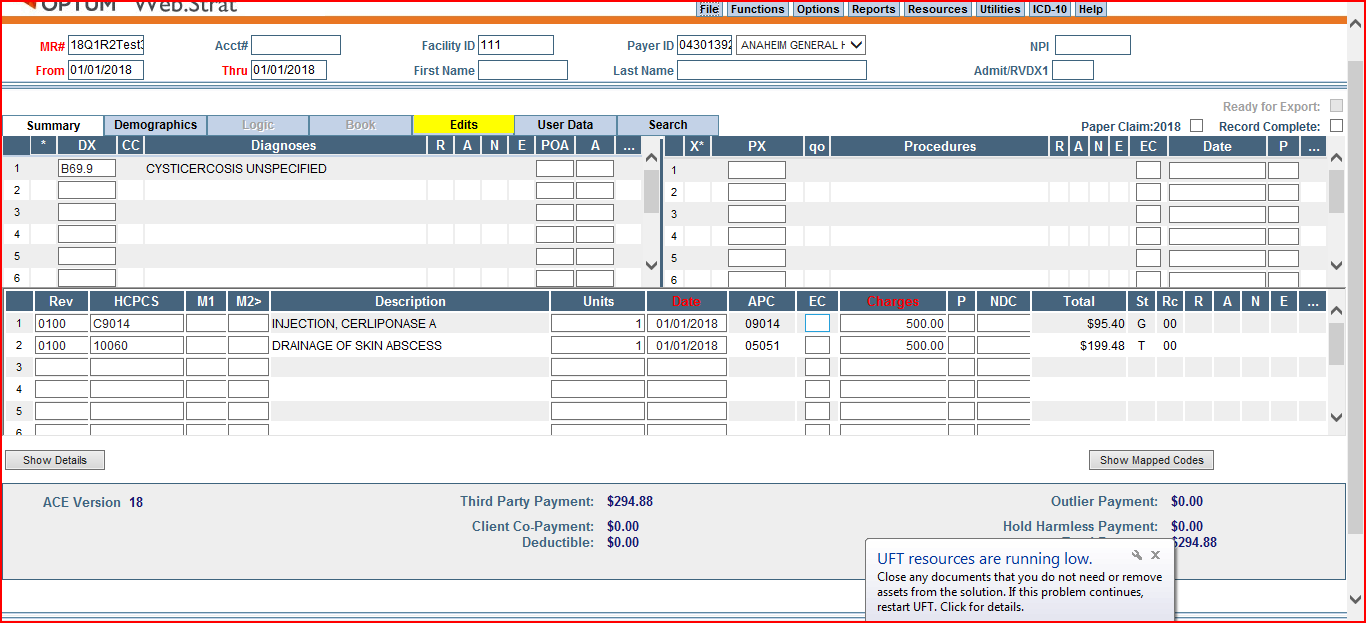 OPTUM Web.Strat
File Functions Options Reports Resources Utilities ICD-10 Help
MR# 18Q1R2Test3 Acct# Facility ID 111 Payer ID 04301392 ANAHEIM GENERAL H NPI
From 01/01/2018 Thru 01/01/2018 First Name Last Name Admit/RVDX1
Ready for Export:
Summary Demographics Logic Book Edits User Data Search Paper Claim:2018 Record Complete:
* DX CC Diagnoses R A N E POA A ... X* PX qo Procedures R A N E EC Date P ...
1 B69.9 CYSTICERCOSIS UNSPECIFIED 1
2 2
3 3
4 4
5 5
6 6
Rev HCPCS M1 M2> Description Units Date APC EC Charges P NDC Total St Rc R A N E ...
1 0100 C9014 INJECTION, CERLIPONASE A 1 01/01/2018 09014 500.00 $95.40 G 00
2 0100 10060 DRAINAGE OF SKIN ABSCESS 1 01/01/2018 05051 500.00 $199.48 T 00
3
4
5
6
Show Details Show Mapped Codes
ACE Version 18 Third Party Payment: $294.88 Outlier Payment: $0.00
Client Co-Payment: $0.00 Hold Harmless Payment: $0.00
Deductible: $0.00 $294.88
UFT resources are running low.
Close any documents that you do not need or remove
assets from the solution. If this problem continues,
restart UFT. Click for details.